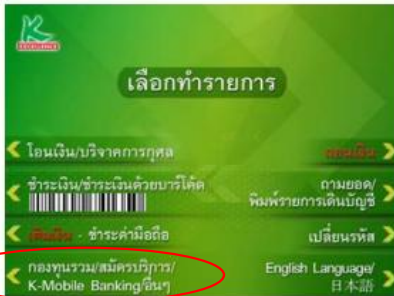 K
EXCELLENCE
เลือกทำรายการ
โอนเงิน/บริจาคการกุศล
ถอนเงิน
ชำระเงิน/ชำระเงินด้วยบาร์โค้ด
ถามยอด/
พิมพ์รายการเดินบัญชี
เติมเงิน - ชำระค่ามือถือ
เปลี่ยนรหัส
กองทุนรวม/สมัครบริการ/
K-Mobile Banking/อื่นๆ
English Language/
日本語